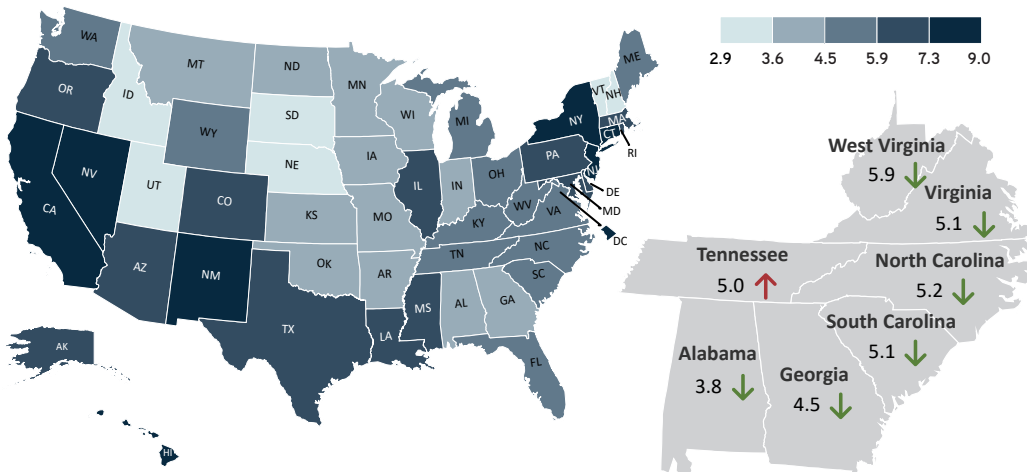 2.9 3.6 4.5 5.9 7.3 9.0
WA
OR
ID
MT
ND
SD
WY
NE
MN
WI
MI
IA
IL
IN
OH
PA
NY
VT
NH
ME
MA
CT
RI
NJ
DE
MD
DC
NV
CA
UT
CO
KS
MO
KY
WV
VA
TN
NC
SC
AZ
NM
OK
AR
TX
LA
MS
AL
GA
FL
AK
HI
West Virginia
5.9
Virginia
5.1
Tennessee
5.0
North Carolina
5.2
South Carolina
5.1
Alabama
3.8
Georgia
4.5